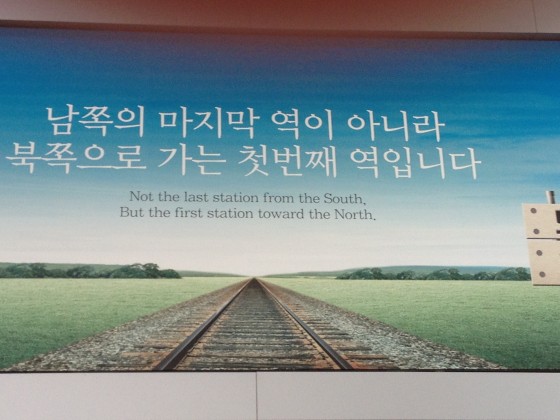 남쪽의 마지막 역이 아니라
북쪽으로 가는 첫번째 역입니다
Not the last station from the South,
But the first station toward the North.